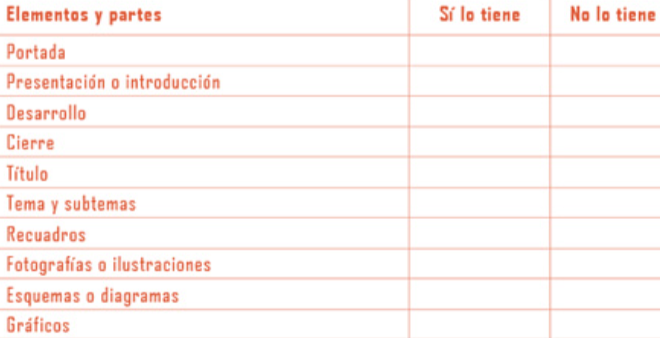 Elementos y partes Sí lo tiene No lo tiene
Portada
Presentación o introducción
Desarrollo
Cierre
Título
Tema y subtemas
Recuadros
Fotografías o ilustraciones
Esquemas o diagramas
Gráficos